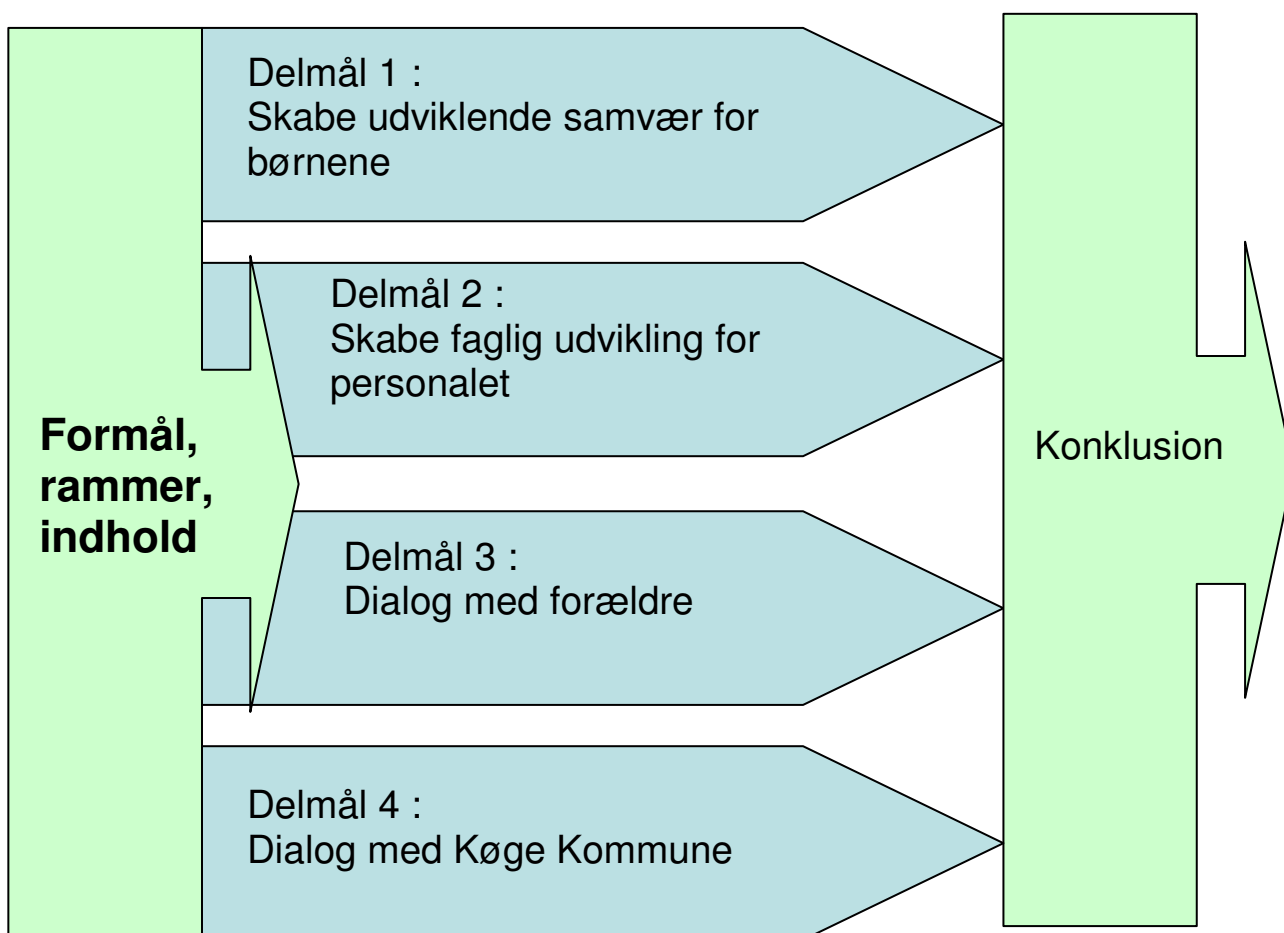 Formål,
rammer,
indhold
Delmål 1 :
Skabe udviklende samvær for
børnene
Delmål 2 :
Skabe faglig udvikling for
personalet
Delmål 3 :
Dialog med forældre
Delmål 4 :
Dialog med Køge Kommune
Konklusion